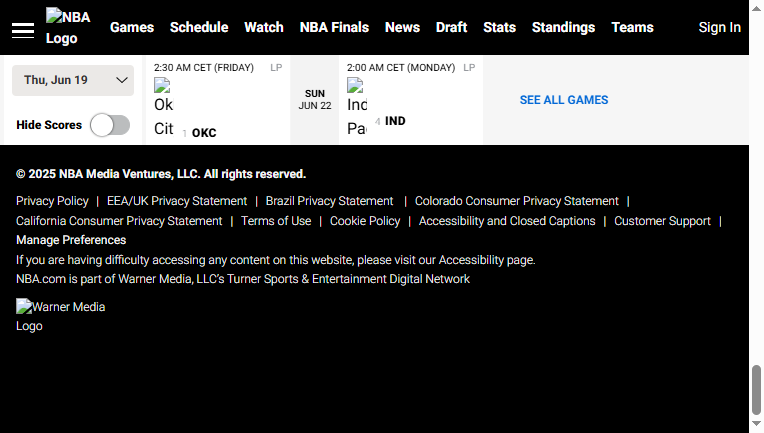 NBA Logo
Games Schedule Watch NBA Finals News Draft Stats Standings Teams Sign In
Thu, Jun 19
Hide Scores
2:30 AM CET (FRIDAY) LP
Ok
Cit
1 OKC
SUN
JUN 22
2:00 AM CET (MONDAY) LP
Ind
Pa
4 IND
SEE ALL GAMES
© 2025 NBA Media Ventures, LLC. All rights reserved.
Privacy Policy | EEA/UK Privacy Statement | Brazil Privacy Statement | Colorado Consumer Privacy Statement |
California Consumer Privacy Statement | Terms of Use | Cookie Policy | Accessibility and Closed Captions | Customer Support |
Manage Preferences
If you are having difficulty accessing any content on this website, please visit our Accessibility page.
NBA.com is part of Warner Media, LLC’s Turner Sports & Entertainment Digital Network
Warner Media
Logo